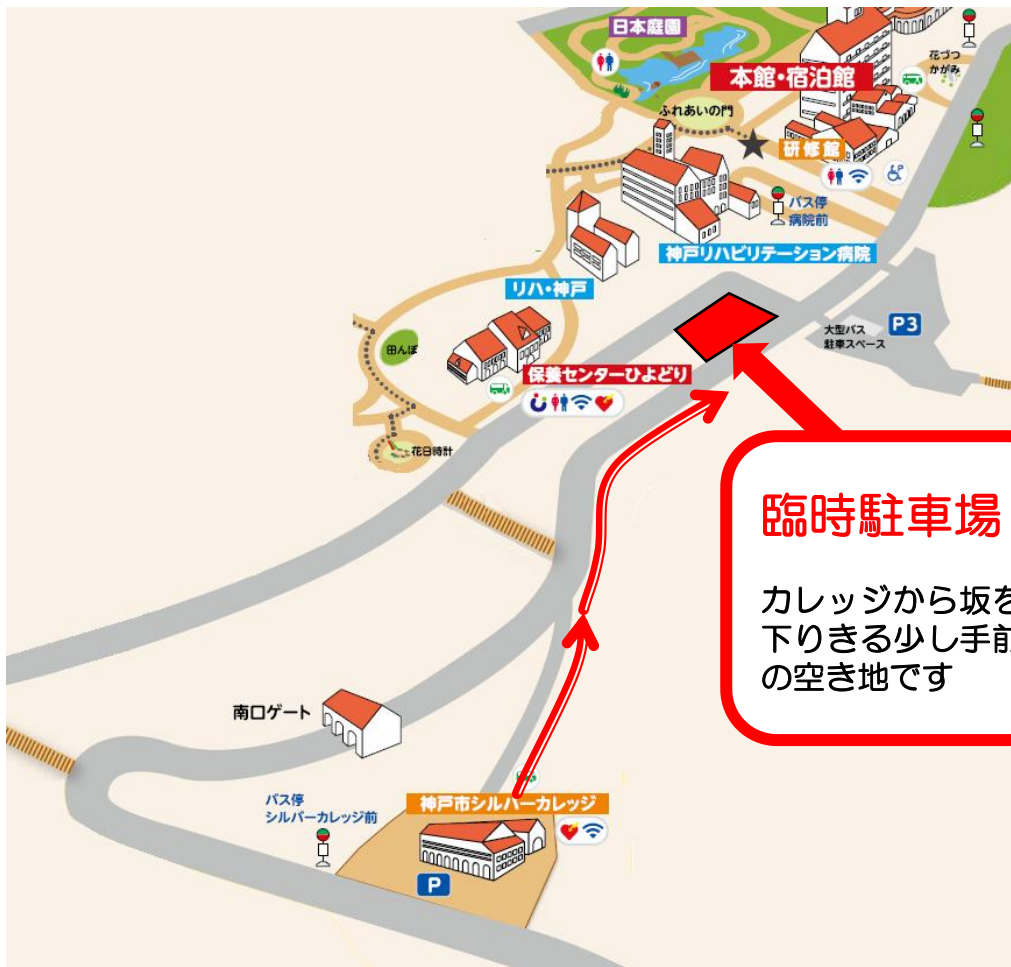 日本庭園
本館・宿泊館
花づつ
かがみ
ふれあいの門
研修館
バス停
病院前
神戸リハビリテーション病院
リハ・神戸
大型バス
駐車スペース
P3
田んぼ
保養センターひよどり
花日時計
臨時駐車場
カレッジから坂を
下りきる少し手前
の空き地です
南口ゲート
バス停
シルバーカレッジ前
神戸市シルバーカレッジ
P